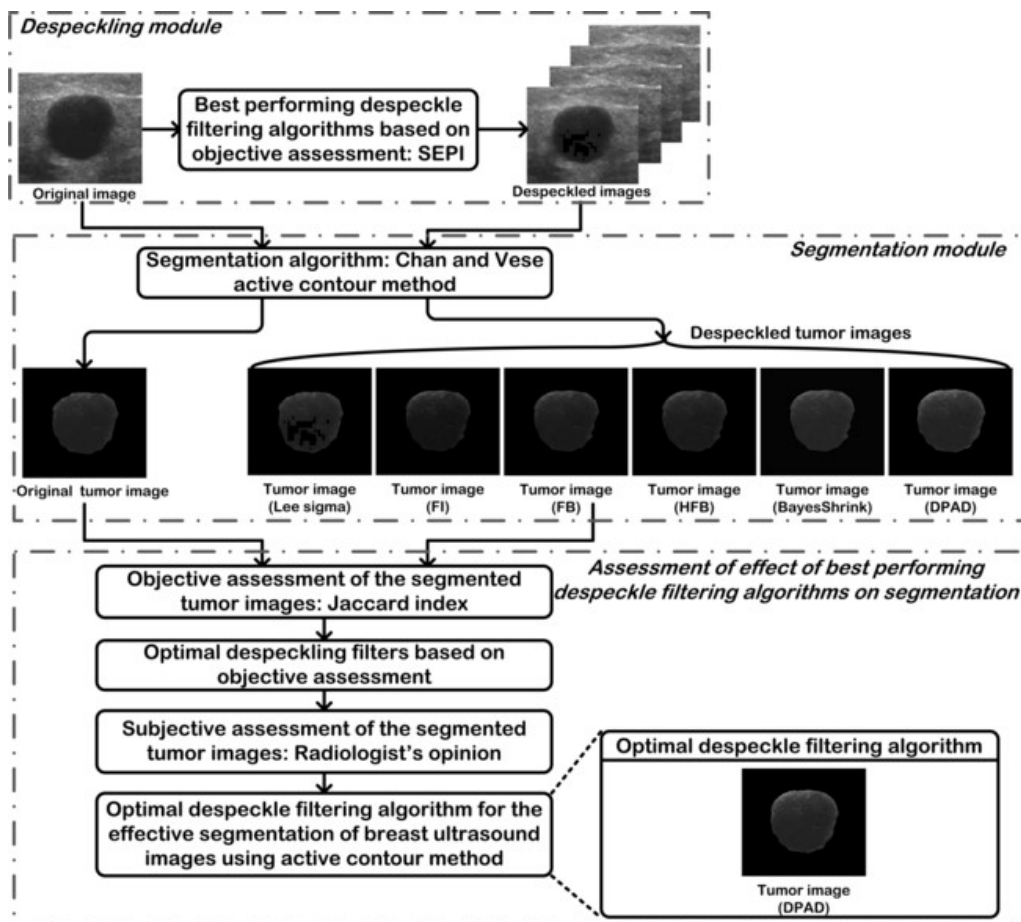 Despeckling module
Best performing despeckle
filtering algorithms based on
objective assessment: SEPI
Original image
Despeckled images
Segmentation module
Segmentation algorithm: Chan and Vese
active contour method
Despeckled tumor images
Original tumor image
Tumor image
(Lee sigma)
Tumor image
(FI)
Tumor image
(FB)
Tumor image
(HFB)
Tumor image
(BayesShrink)
Tumor image
(DPAD)
Assessment of effect of best performing
despeckle filtering algorithms on segmentation
Objective assessment of the segmented
tumor images: Jaccard index
Optimal despeckling filters based on
objective assessment
Subjective assessment of the segmented
tumor images: Radiologist's opinion
Optimal despeckle filtering algorithm for the
effective segmentation of breast ultrasound
images using active contour method
Optimal despeckle filtering algorithm
Tumor image
(DPAD)